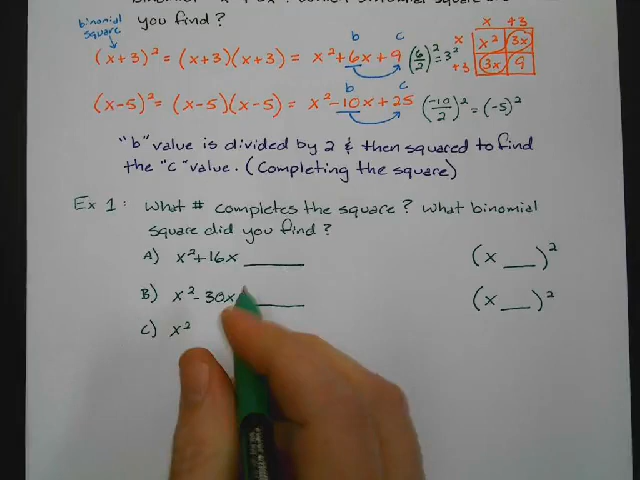 you find?
binomial
square
(x+3)² = (x+3)(x+3) = x²+6x+9 (6/2)²=3²
b c
x +3
x x² 3x
+3 3x 9
(x-5)² = (x-5)(x-5) = x²-10x+25 (-10/2)² = (-5)²
b c
"b" value is divided by 2 & then squared to find
the "c" value. (Completing the square)
Ex 1: What # completes the square? What binomial
square did you find?
A) x²+16x ____ (x __)²
B) x²-30x ____ (x __)²
C) x²